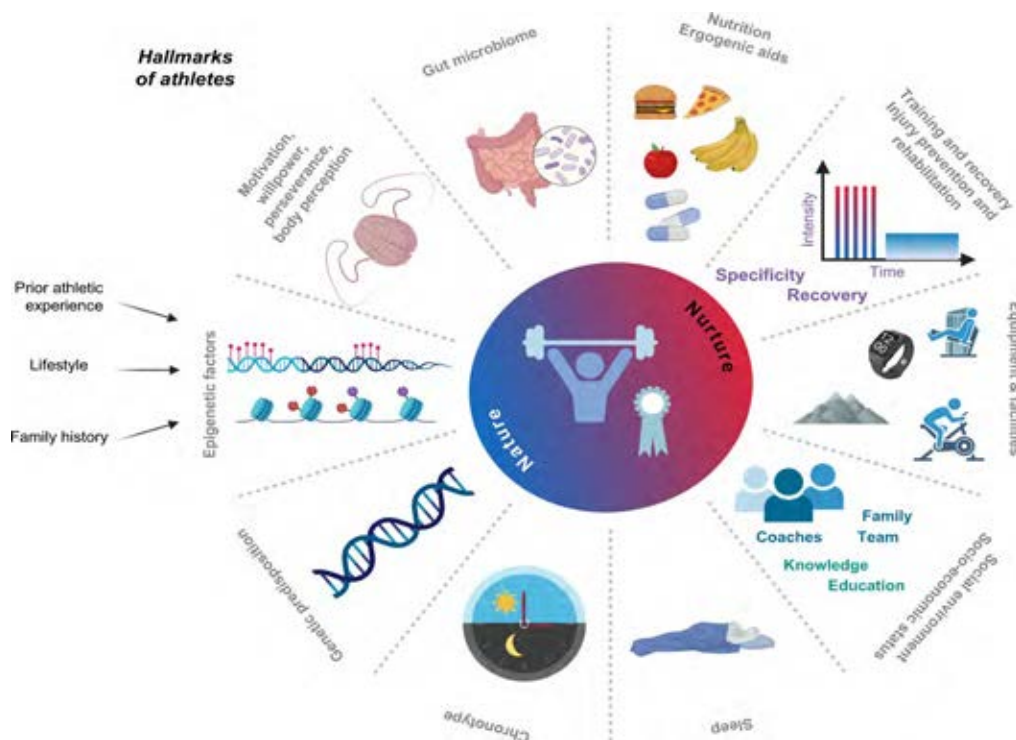 Hallmarks
of athletes
Gut microbiome
Nutrition
Ergogenic aids
Training and recovery
Injury prevention and
rehabilitation
Intensity
Time
Specificity
Recovery
Motivation,
willpower,
perseverance,
body perception
Prior athletic
experience
Lifestyle
Family history
Epigenetic factors
Nature
Nurture
Equipment & facilities
Coaches
Family
Team
Knowledge
Education
Social environment
Socio-economic status
Genetic predisposition
Chronotype
Sleep